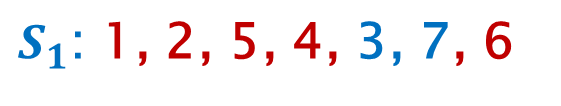 S₁: 1, 2, 5, 4, 3, 7, 6